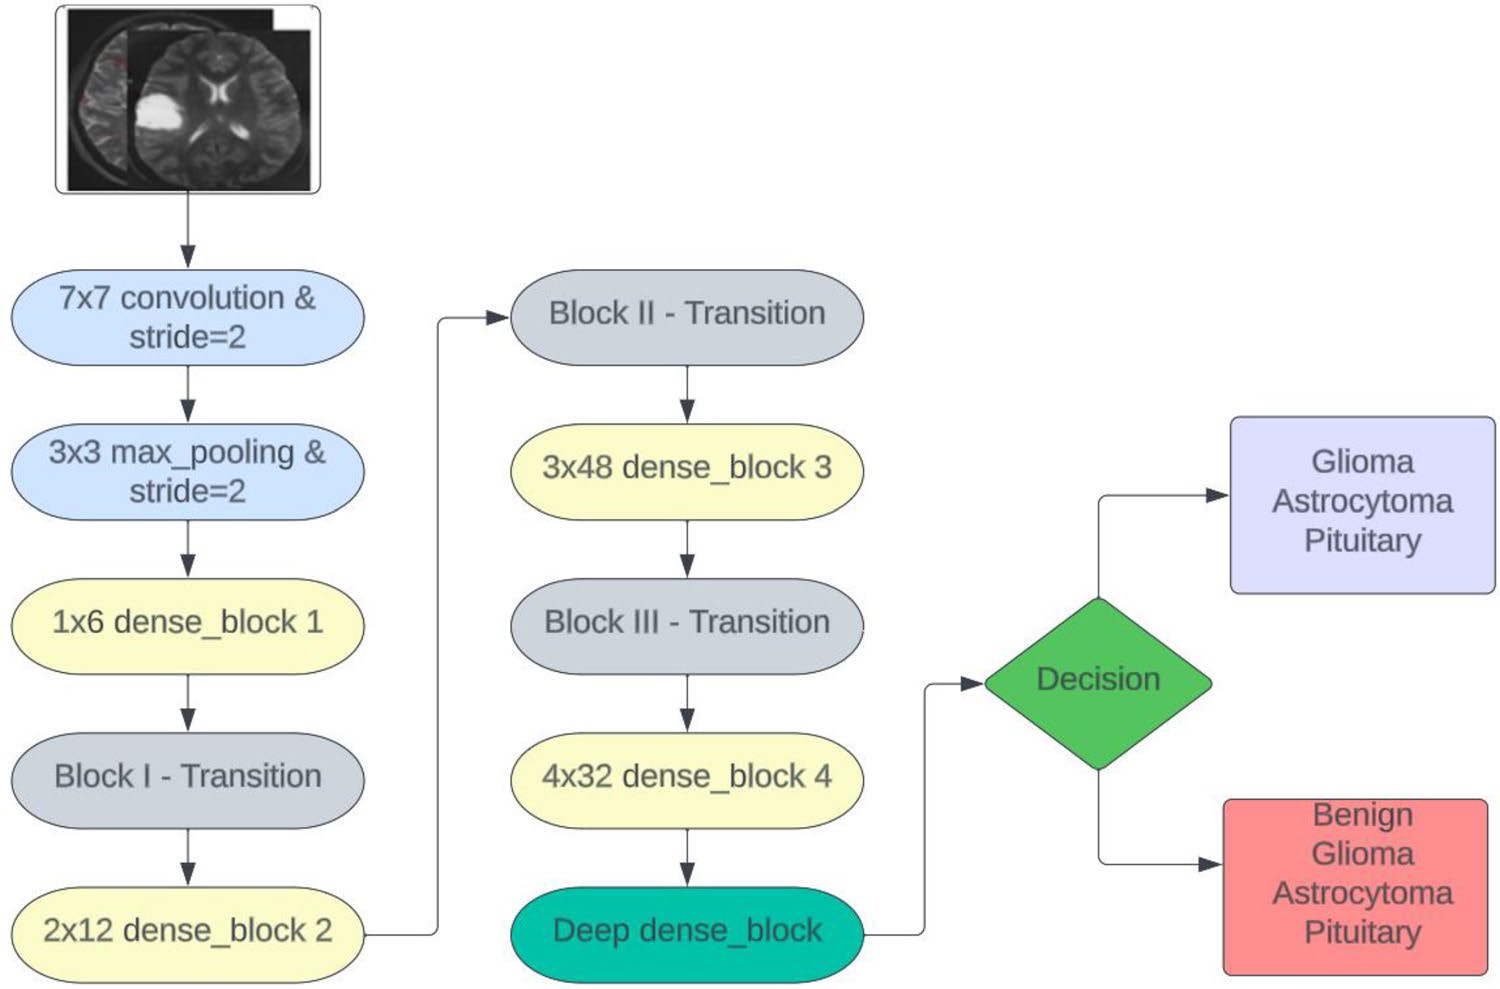 7x7 convolution &
stride=2
3x3 max_pooling &
stride=2
1x6 dense_block 1
Block I - Transition
2x12 dense_block 2
Block II - Transition
3x48 dense_block 3
Block III - Transition
4x32 dense_block 4
Deep dense_block
Decision
Glioma
Astrocytoma
Pituitary
Benign
Glioma
Astrocytoma
Pituitary